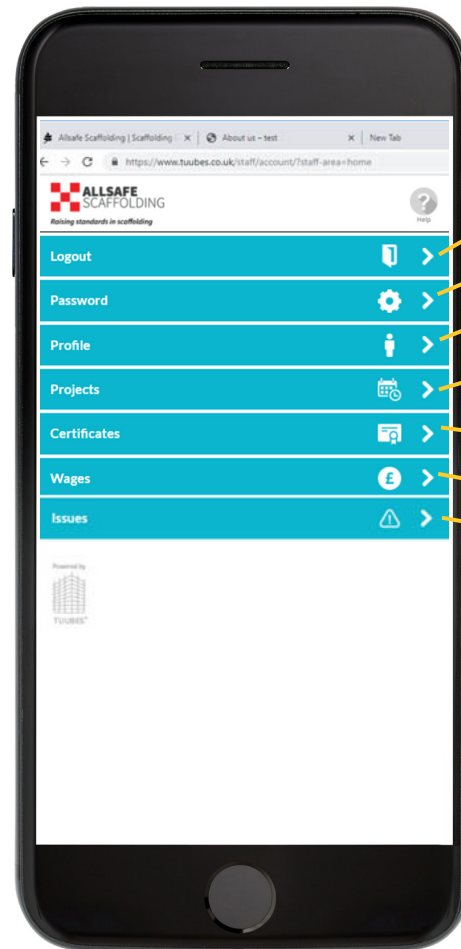 Allsafe Scaffolding | Scaffolding About us – test New Tab
https://www.tuubes.co.uk/staff/account/?staff-area=home
ALLSAFE
SCAFFOLDING
Raising standards in scaffolding
Help
Logout
Password
Profile
Projects
Certificates
Wages
£
Issues
Powered by
TUUBES™